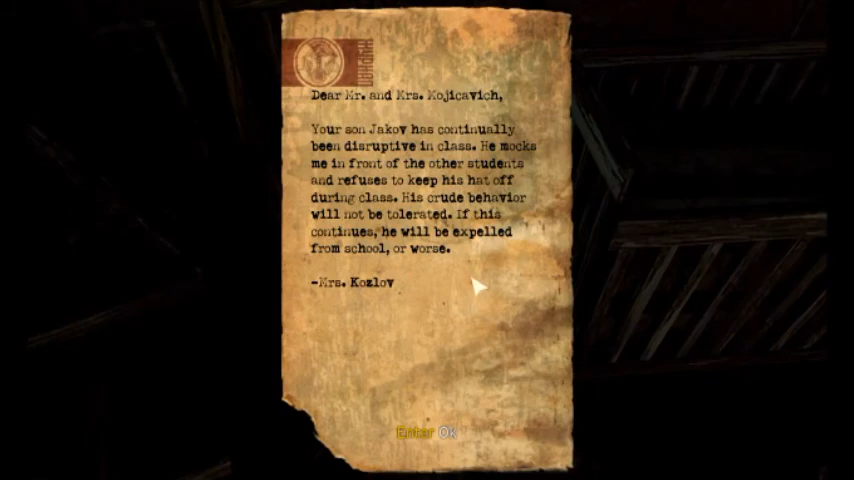 Dear Mr. and Mrs. Mojicavich,
Your son Jakov has continually
been disruptive in class. He mocks
me in front of the other students
and refuses to keep his hat off
during class. His crude behavior
will not be tolerated. If this
continues, he will be expelled
from school, or worse.
-Mrs. Kozlov
Enter Ok